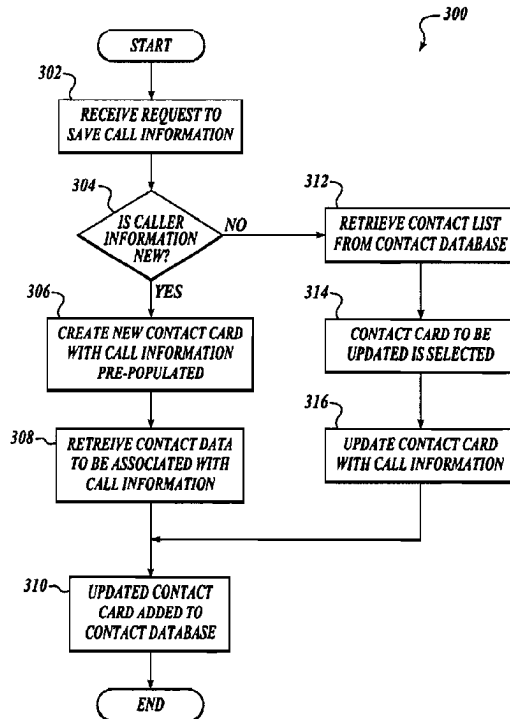 300
START
302
RECEIVE REQUEST TO
SAVE CALL INFORMATION
304
IS CALLER
INFORMATION
NEW?
NO
YES
312
RETRIEVE CONTACT LIST
FROM CONTACT DATABASE
306
CREATE NEW CONTACT CARD
WITH CALL INFORMATION
PRE-POPULATED
314
CONTACT CARD TO BE
UPDATED IS SELECTED
308
RETREIVE CONTACT DATA
TO BE ASSOCIATED WITH
CALL INFORMATION
316
UPDATE CONTACT CARD
WITH CALL INFORMATION
310
UPDATED CONTACT
CARD ADDED TO
CONTACT DATABASE
END